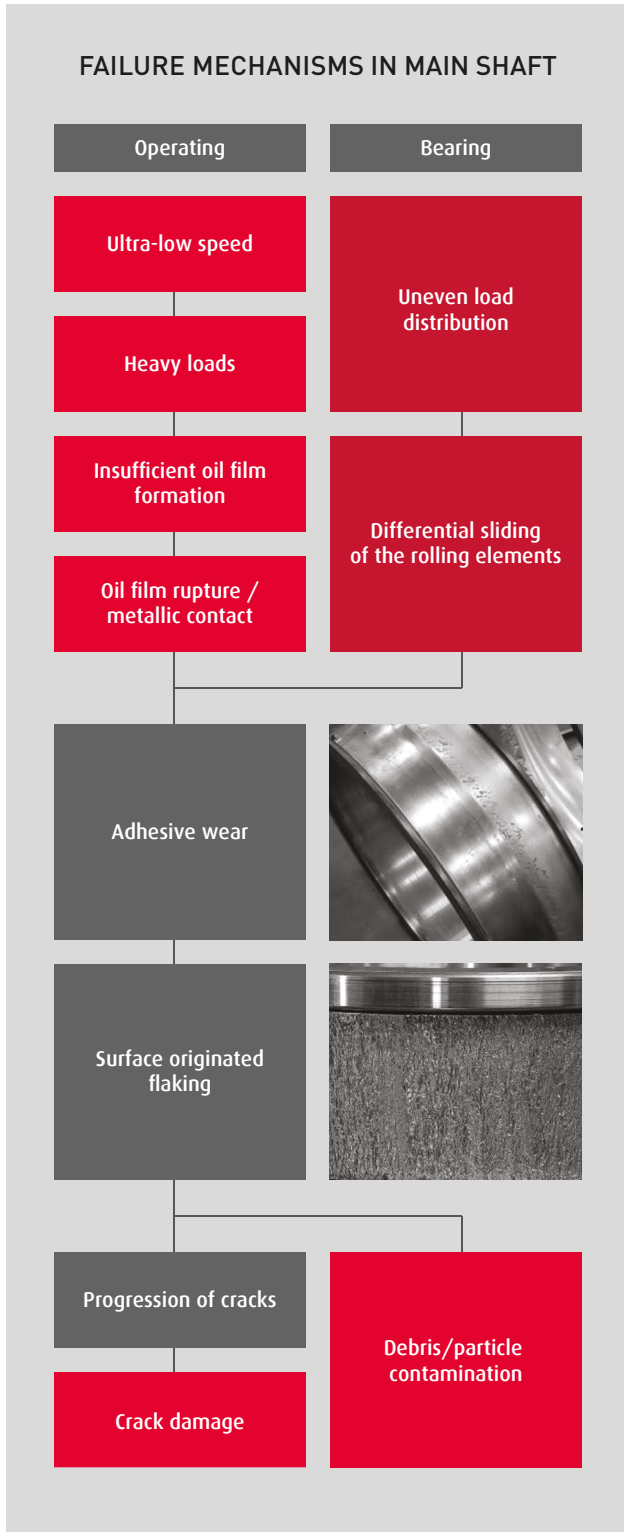 FAILURE MECHANISMS IN MAIN SHAFT
Operating
Bearing
Ultra-low speed
Uneven load
distribution
Heavy loads
Insufficient oil film
formation
Differential sliding
of the rolling elements
Oil film rupture /
metallic contact
Adhesive wear
Surface originated
flaking
Progression of cracks
Debris/particle
contamination
Crack damage